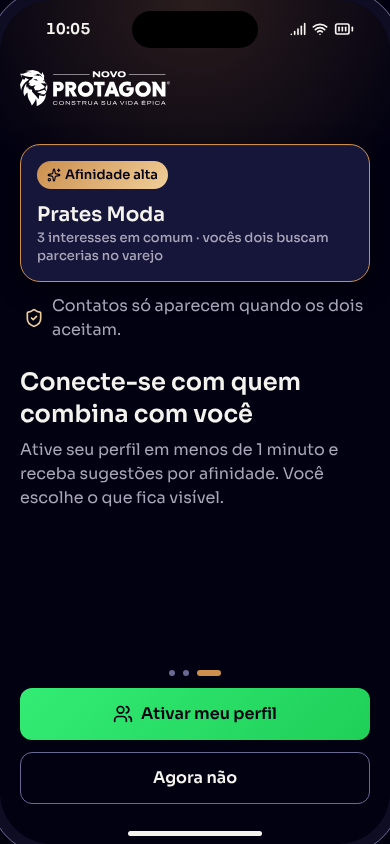 10:05
NOVO
PROTAGON®
CONSTRUA SUA VIDA ÉPICA
Afinidade alta
Prates Moda
3 interesses em comum · vocês dois buscam
parcerias no varejo
Contatos só aparecem quando os dois
aceitam.
Conecte-se com quem
combina com você
Ative seu perfil em menos de 1 minuto e
receba sugestões por afinidade. Você
escolhe o que fica visível.
Ativar meu perfil
Agora não